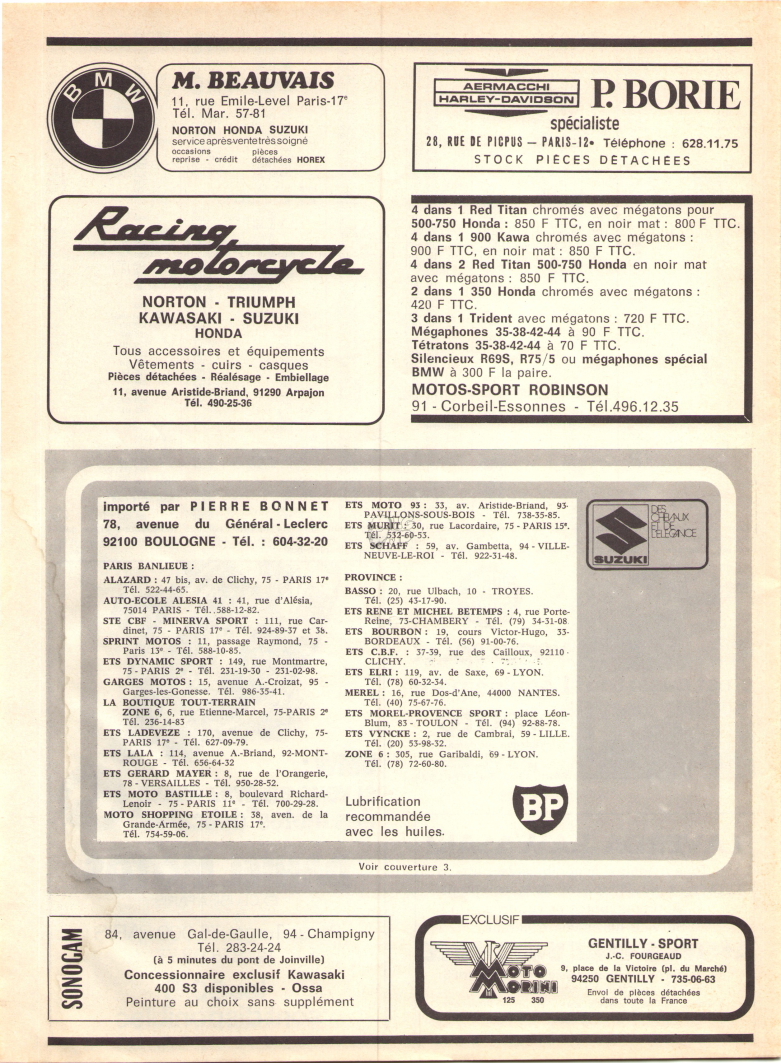 BMW
M. BEAUVAIS
11, rue Emile-Level Paris-17e
Tél. Mar. 57-81
NORTON HONDA SUZUKI
service après vente très soigné
occasions pièces
reprise - crédit détachées HOREX
AERMACCHI
HARLEY-DAVIDSON
P. BORIE
spécialiste
28, RUE DE PICPUS — PARIS-12e Téléphone : 628.11.75
STOCK PIÈCES DÉTACHÉES
Racing
motorcycle
NORTON - TRIUMPH
KAWASAKI - SUZUKI
HONDA
Tous accessoires et équipements
Vêtements - cuirs - casques
Pièces détachées - Réalésage - Embiellage
11, avenue Aristide-Briand, 91290 Arpajon
Tél. 490-25-36
4 dans 1 Red Titan chromés avec mégatons pour
500-750 Honda : 850 F TTC, en noir mat : 800 F TTC.
4 dans 1 900 Kawa chromés avec mégatons :
900 F TTC, en noir mat : 850 F TTC.
4 dans 2 Red Titan 500-750 Honda en noir mat
avec mégatons : 850 F TTC.
2 dans 1 350 Honda chromés avec mégatons :
420 F TTC.
3 dans 1 Trident avec mégatons : 720 F TTC.
Mégaphones 35-38-42-44 à 90 F TTC.
Tétratons 35-38-42-44 à 70 F TTC.
Silencieux R69S, R75/5 ou mégaphones spécial
BMW à 300 F la paire.
MOTOS-SPORT ROBINSON
91 - Corbeil-Essonnes - Tél.496.12.35
importé par PIERRE BONNET
78, avenue du Général-Leclerc
92100 BOULOGNE - Tél. : 604-32-20
PARIS BANLIEUE :
ALAZARD : 47 bis, av. de Clichy, 75 - PARIS 17e
Tél. 522-44-65.
AUTO-ECOLE ALESIA 41 : 41, rue d'Alésia,
75014 PARIS - Tél. 588-12-82.
STE CBF - MINERVA SPORT : 111, rue Car-
dinet, 75 - PARIS 17e - Tél. 924-89-37 et 38.
SPRINT MOTOS : 11, passage Raymond, 75 -
Paris 13e - Tél. 588-10-85.
ETS DYNAMIC SPORT : 149, rue Montmartre,
75 - PARIS 2e - Tél. 231-19-30 - 231-02-98.
GARGES MOTOS : 15, avenue A.-Croizat, 95 -
Garges-les-Gonesse. Tél. 986-35-41.
LA BOUTIQUE TOUT-TERRAIN
ZONE 6, 6, rue Etienne-Marcel, 75-PARIS 2e
Tél. 236-14-83
ETS LADEVEZE : 170, avenue de Clichy, 75-
PARIS 17e - Tél. 627-09-79.
ETS LALA : 114, avenue A.-Briand, 92-MONT-
ROUGE - Tél. 656-64-32
ETS GERARD MAYER : 8, rue de l'Orangerie,
78 - VERSAILLES - Tél. 950-28-52.
ETS MOTO BASTILLE : 8, boulevard Richard-
Lenoir - 75 - PARIS 11e - Tél. 700-29-28.
MOTO SHOPPING ETOILE : 38, aven. de la
Grande-Armée, 75 - PARIS 17e.
Tél. 754-59-06.
ETS MOTO 93 : 33, av. Aristide-Briand, 93-
PAVILLONS-SOUS-BOIS - Tél. 738-35-85.
ETS MURIT : 30, rue Lacordaire, 75 - PARIS 15e.
Tél. 532-60-53.
ETS SCHAFF : 59, av. Gambetta, 94 - VILLE-
NEUVE-LE-ROI - Tél. 922-31-48.
PROVINCE :
BASSO : 20, rue Ulbach, 10 - TROYES.
Tél. (25) 43-17-90.
ETS RENE ET MICHEL BETEMPS : 4, rue Porte-
Reine, 73-CHAMBERY - Tél. (79) 34-31-08
ETS BOURBON : 19, cours Victor-Hugo, 33-
BORDEAUX - Tél. (56) 91-00-76.
ETS C.B.F. : 37-39, rue des Cailloux, 92110 -
CLICHY.
ETS ELRI : 119, av. de Saxe, 69 - LYON.
Tél. (78) 60-32-34.
MEREL : 16, rue Dos-d'Ane, 44000 NANTES.
Tél. (40) 75-67-76.
ETS MOREL-PROVENCE SPORT : place Léon-
Blum, 83 - TOULON - Tél. (94) 92-88-78.
ETS VYNCKE : 2, rue de Cambrai, 59 - LILLE.
Tél. (20) 53-98-32.
ZONE 6 : 305, rue Garibaldi, 69 - LYON.
Tél. (78) 72-60-80.
Lubrification
recommandée
avec les huiles.
BP
SUZUKI
DES
CHEVAUX
ET DE
L'ELEGANCE
Voir couverture 3.
SONOCAM
84, avenue Gal-de-Gaulle, 94 - Champigny
Tél. 283-24-24
(à 5 minutes du pont de Joinville)
Concessionnaire exclusif Kawasaki
400 S3 disponibles - Ossa
Peinture au choix sans supplément
EXCLUSIF
MOTO
MORINI
125 350
GENTILLY - SPORT
J.-C. FOURGEAUD
9, place de la Victoire (pl. du Marché)
94250 GENTILLY - 735-06-63
Envoi de pièces détachées
dans toute la France